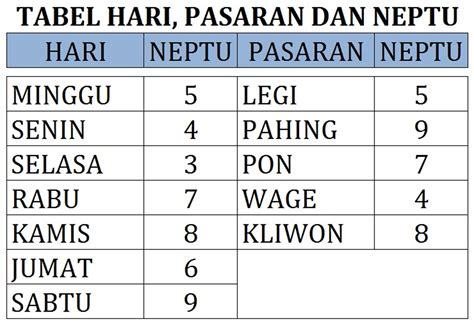 TABEL HARI, PASARAN DAN NEPTU
HARI NEPTU PASARAN NEPTU
MINGGU 5 LEGI 5
SENIN 4 PAHING 9
SELASA 3 PON 7
RABU 7 WAGE 4
KAMIS 8 KLIWON 8
JUMAT 6
SABTU 9